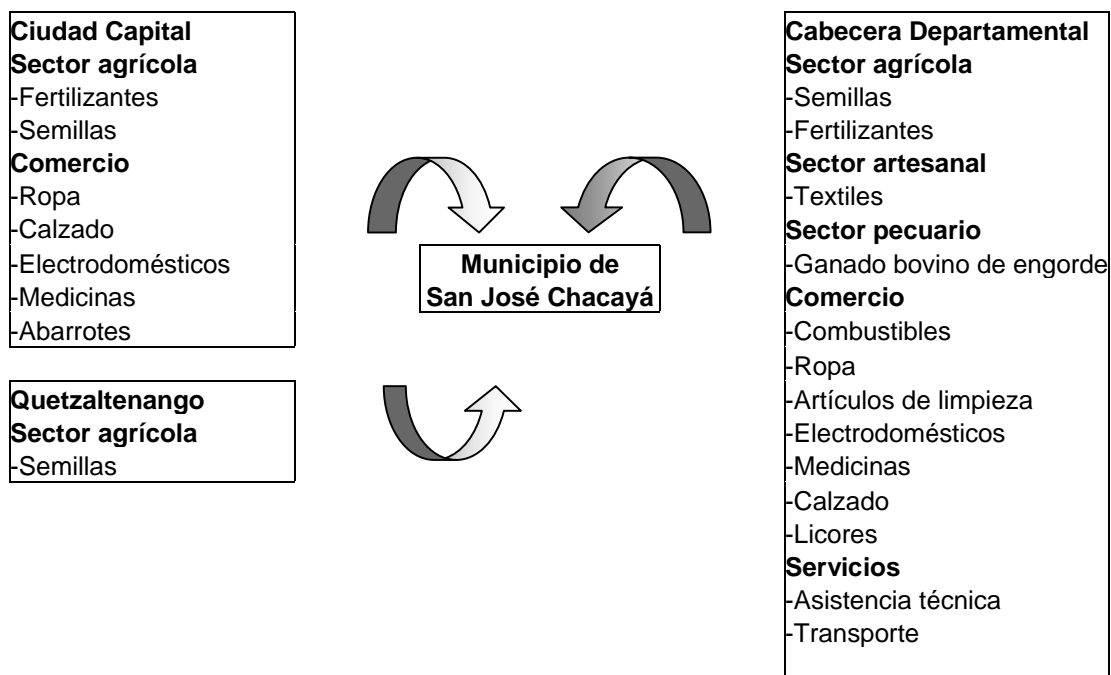 Ciudad Capital
Sector agrícola
-Fertilizantes
-Semillas
Comercio
-Ropa
-Calzado
-Electrodomésticos
-Medicinas
-Abarrotes
Quetzaltenango
Sector agrícola
-Semillas
Municipio de
San José Chacayá
Cabecera Departamental
Sector agrícola
-Semillas
-Fertilizantes
Sector artesanal
-Textiles
Sector pecuario
-Ganado bovino de engorde
Comercio
-Combustibles
-Ropa
-Artículos de limpieza
-Electrodomésticos
-Medicinas
-Calzado
-Licores
Servicios
-Asistencia técnica
-Transporte